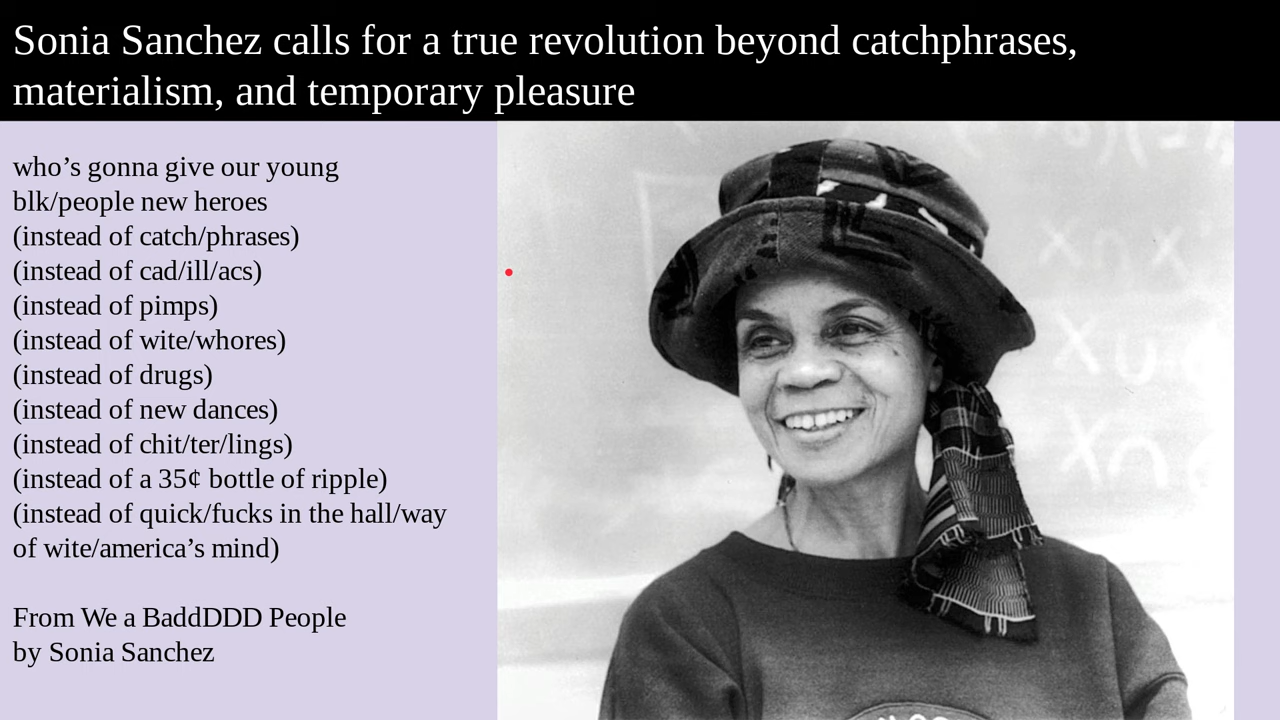 Sonia Sanchez calls for a true revolution beyond catchphrases,
materialism, and temporary pleasure
who’s gonna give our young
blk/people new heroes
(instead of catch/phrases)
(instead of cad/ill/acs)
(instead of pimps)
(instead of wite/whores)
(instead of drugs)
(instead of new dances)
(instead of chit/ter/lings)
(instead of a 35¢ bottle of ripple)
(instead of quick/fucks in the hall/way
of wite/america’s mind)
From We a BaddDDD People
by Sonia Sanchez